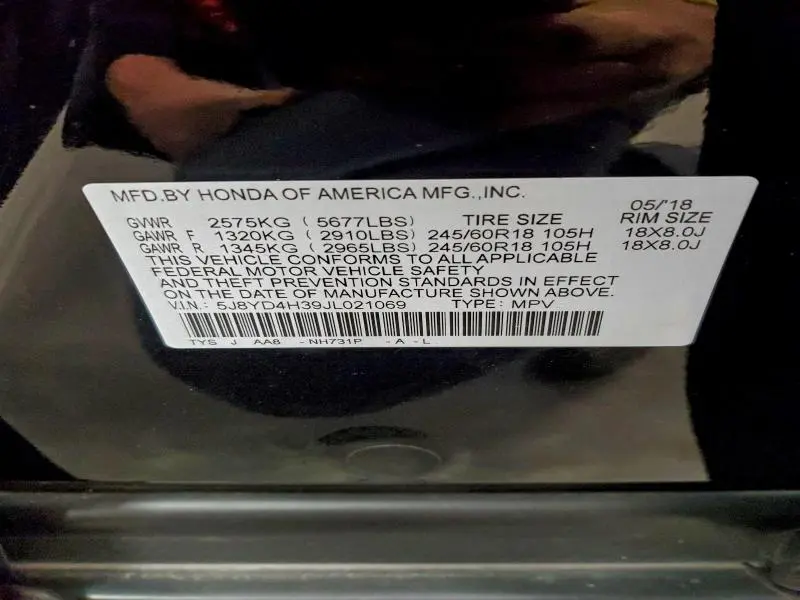 MFD.BY HONDA OF AMERICA MFG.,INC. 05/'18
GVWR 2575KG ( 5677LBS) TIRE SIZE RIM SIZE
GAWR F 1320KG ( 2910LBS) 245/60R18 105H 18X8.0J
GAWR R 1345KG ( 2965LBS) 245/60R18 105H 18X8.0J
THIS VEHICLE CONFORMS TO ALL APPLICABLE
FEDERAL MOTOR VEHICLE SAFETY
AND THEFT PREVENTION STANDARDS IN EFFECT
ON THE DATE OF MANUFACTURE SHOWN ABOVE.
V.I.N.: 5J8YD4H39JL021069 TYPE: MPV
TYS J AA8 - NH731P - A - L